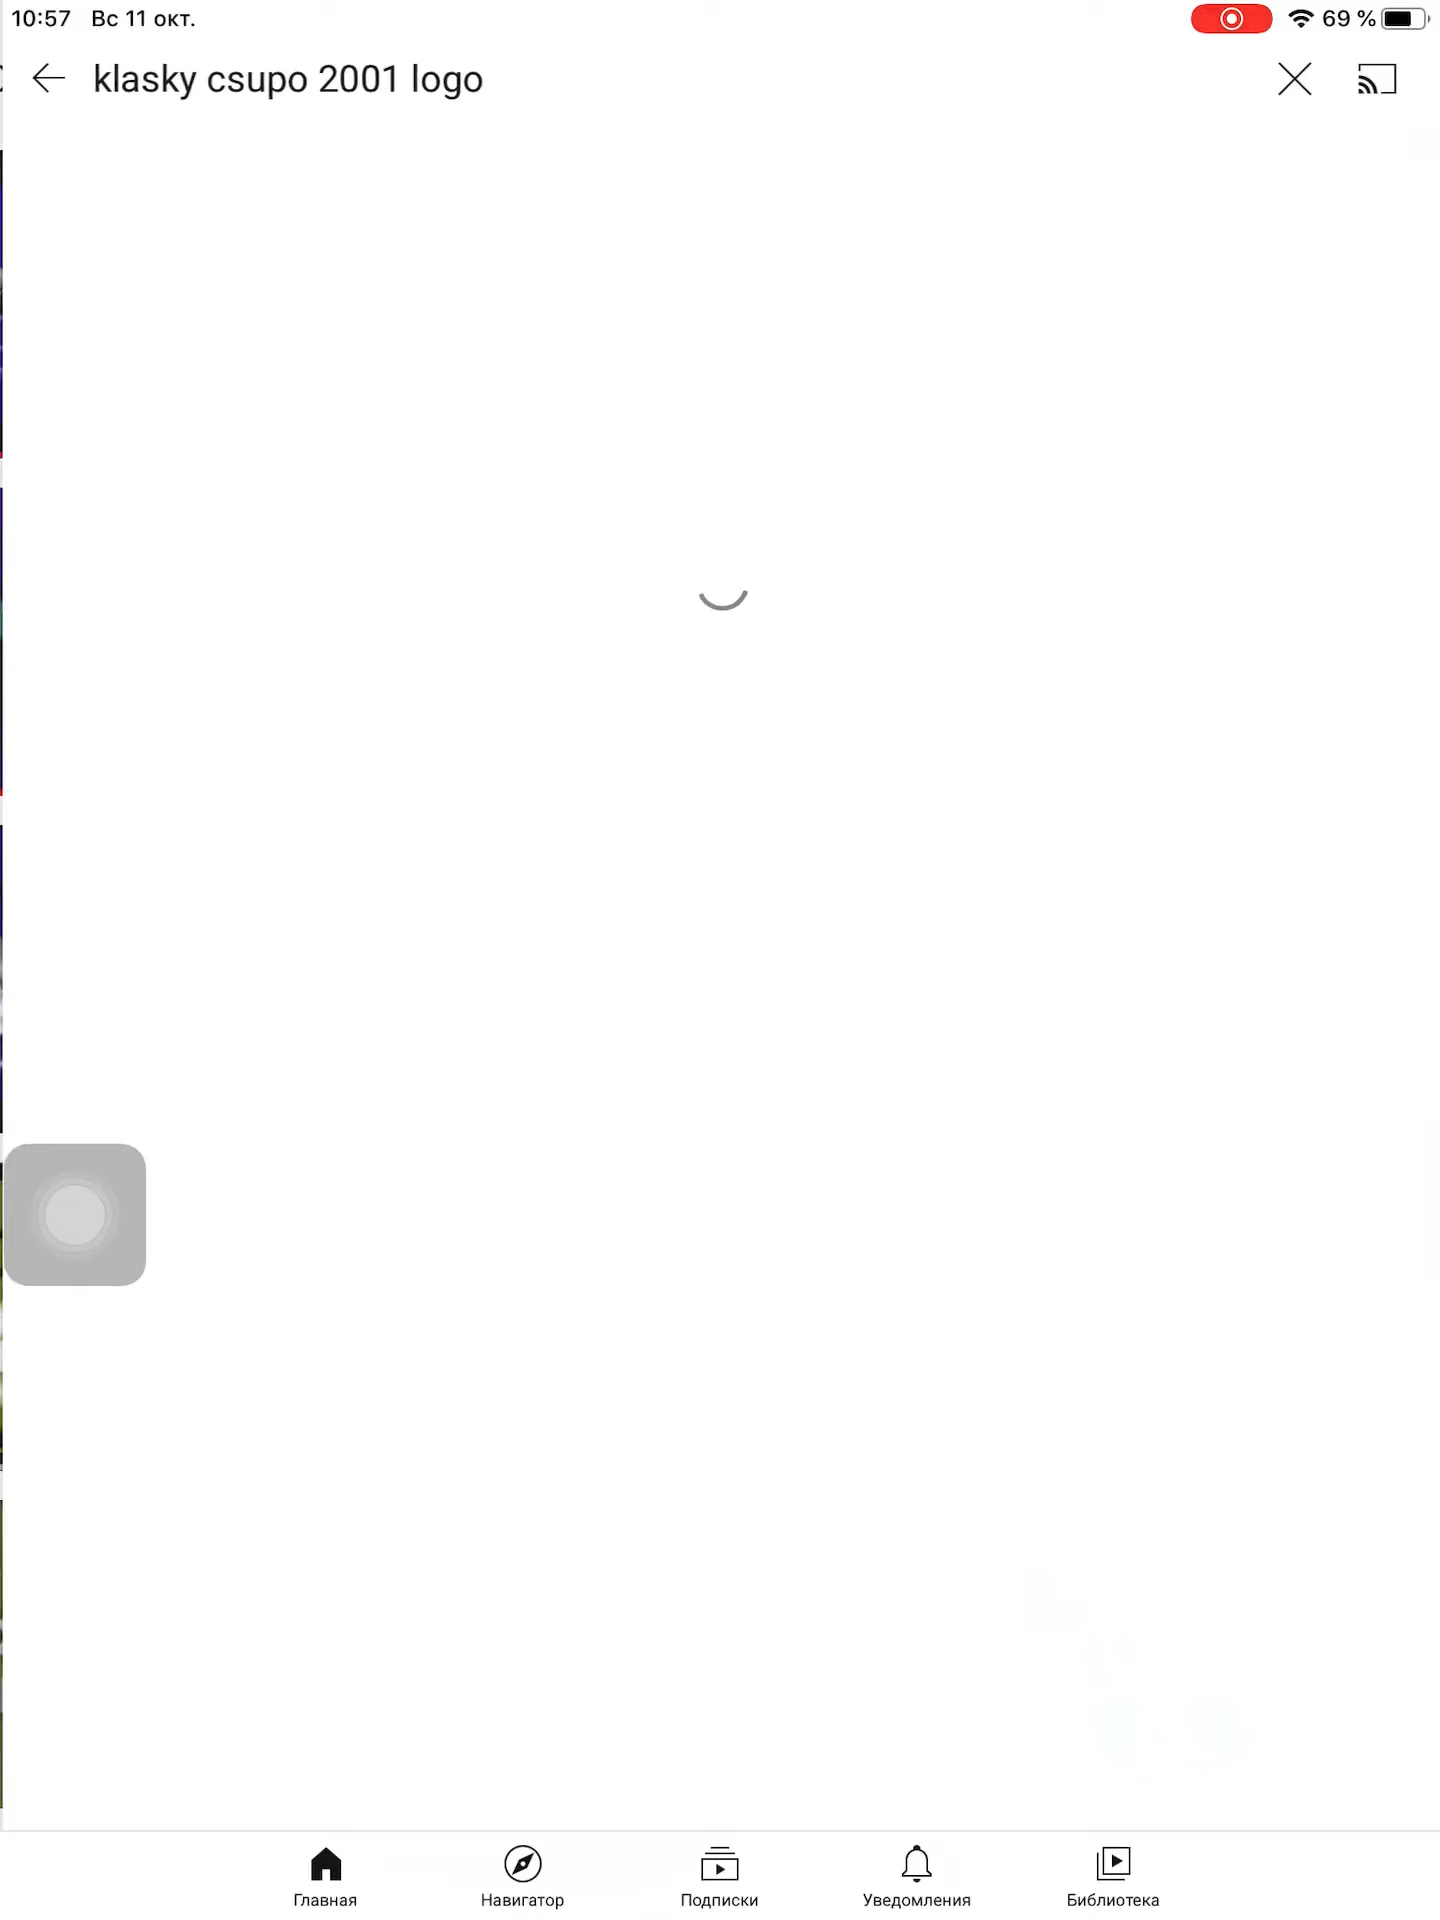 10:57 Вс 11 окт. 69 %
klasky csupo 2001 logo
Главная Навигатор Подписки Уведомления Библиотека